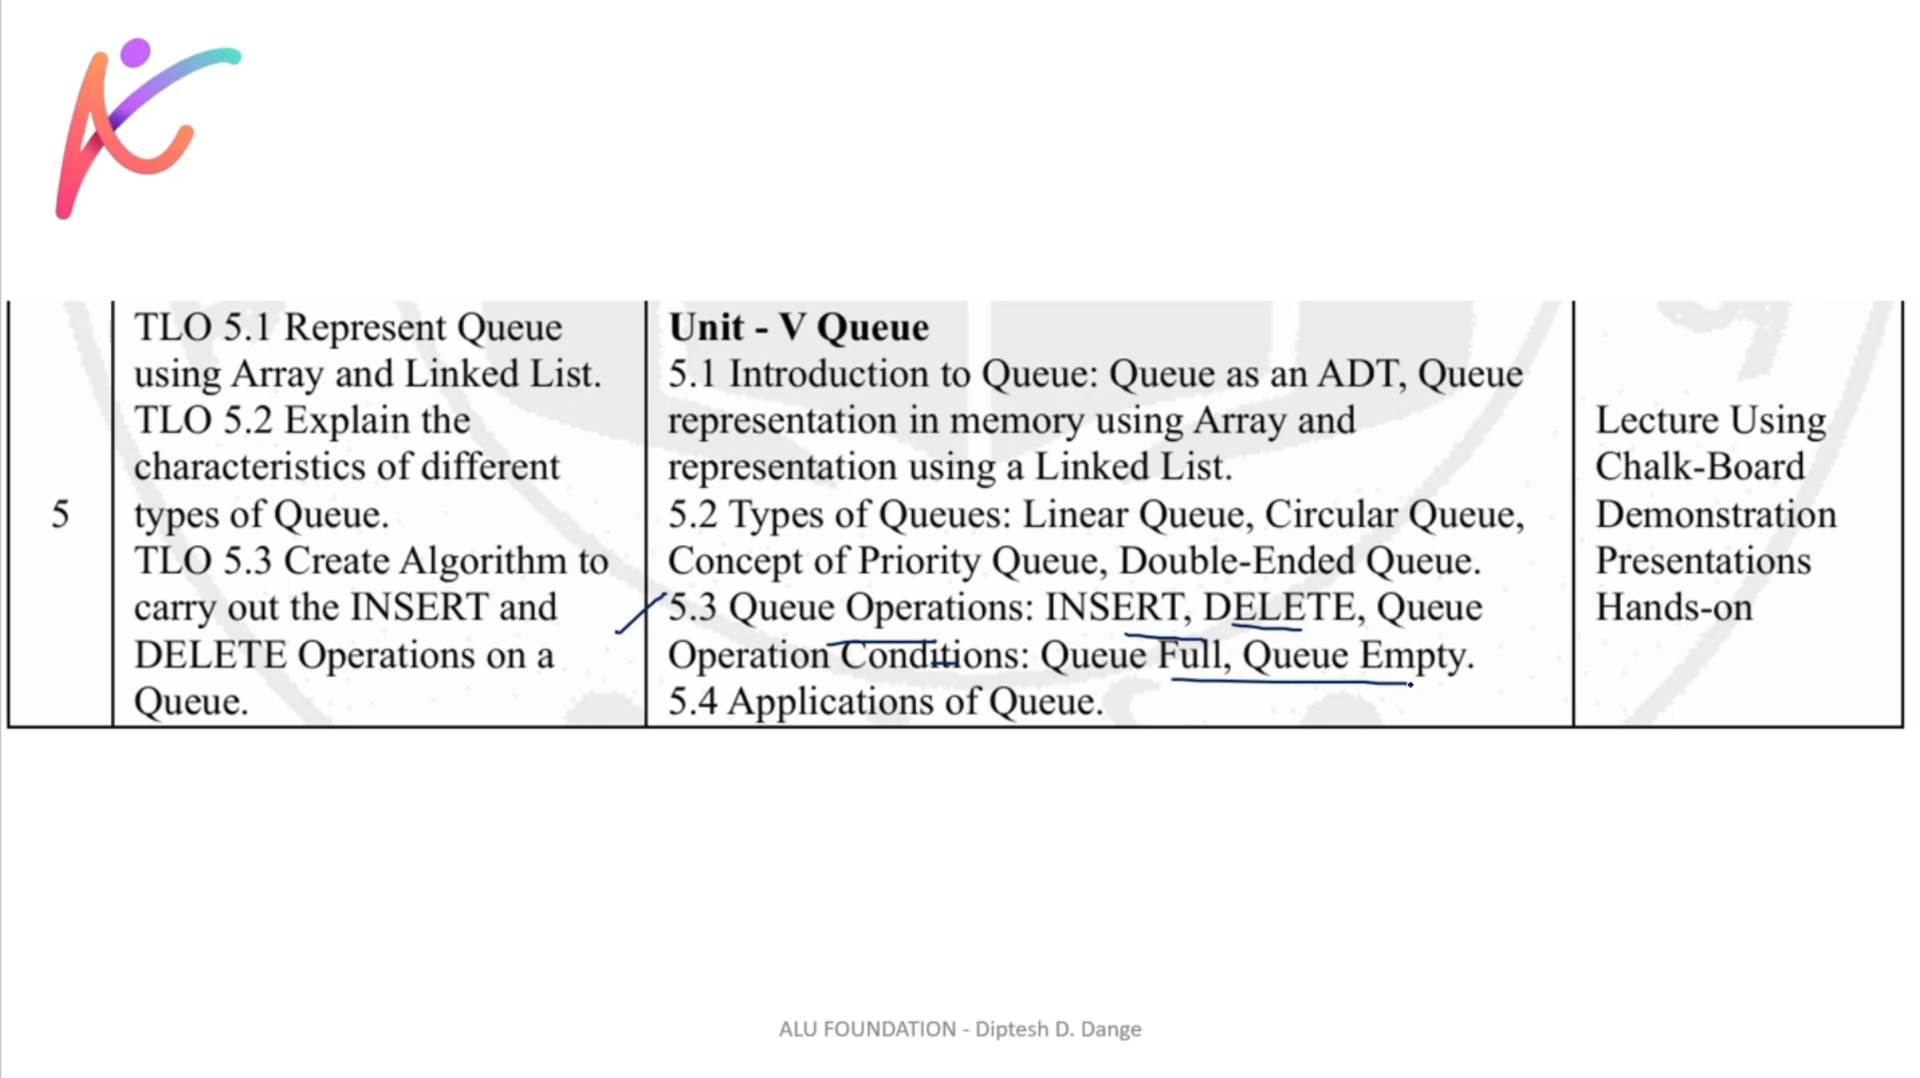 5
TLO 5.1 Represent Queue
using Array and Linked List.
TLO 5.2 Explain the
characteristics of different
types of Queue.
TLO 5.3 Create Algorithm to
carry out the INSERT and
DELETE Operations on a
Queue.
Unit - V Queue
5.1 Introduction to Queue: Queue as an ADT, Queue
representation in memory using Array and
representation using a Linked List.
5.2 Types of Queues: Linear Queue, Circular Queue,
Concept of Priority Queue, Double-Ended Queue.
5.3 Queue Operations: INSERT, DELETE, Queue
Operation Conditions: Queue Full, Queue Empty.
5.4 Applications of Queue.
Lecture Using
Chalk-Board
Demonstration
Presentations
Hands-on
ALU FOUNDATION - Diptesh D. Dange